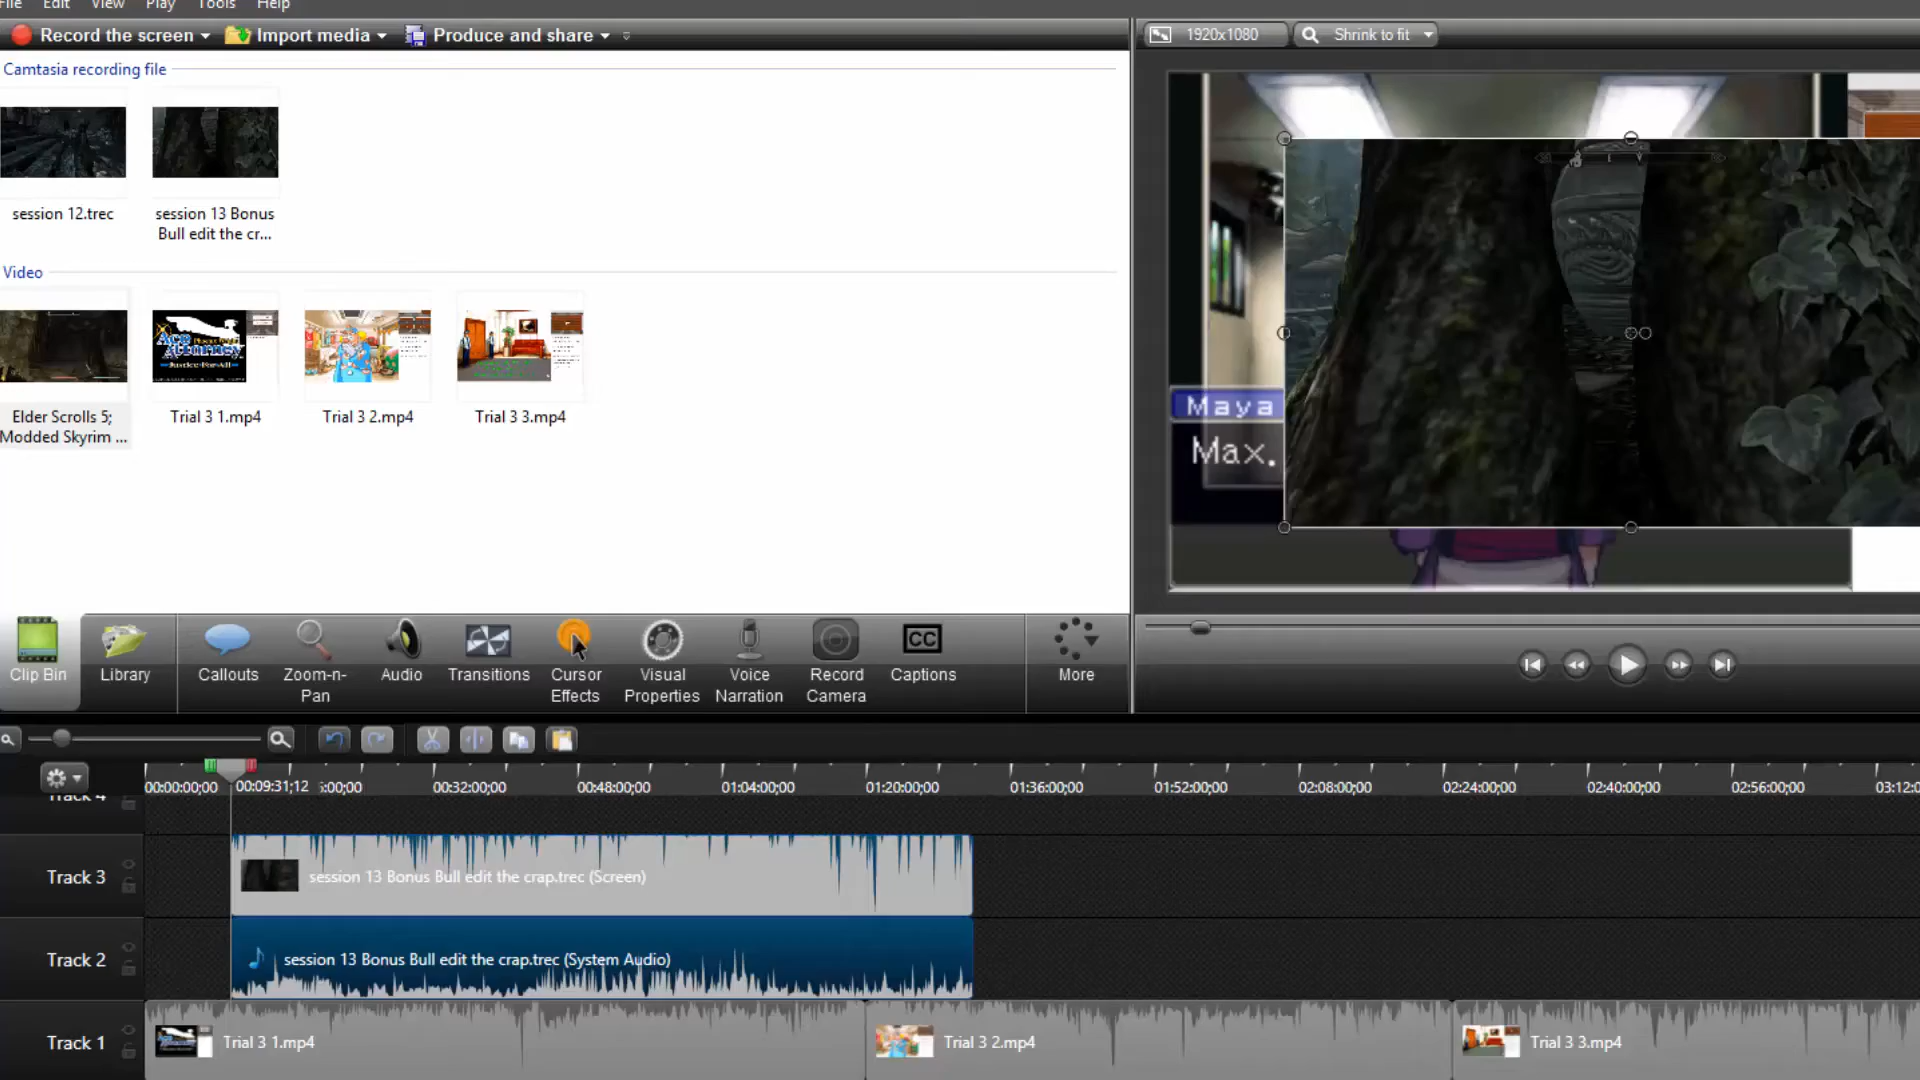 File Edit View Play Tools Help
Record the screen Import media Produce and share
1920x1080 Shrink to fit
Camtasia recording file
session 12.trec
session 13 Bonus
Bull edit the cr...
Video
Elder Scrolls 5;
Modded Skyrim ...
Trial 3 1.mp4
Trial 3 2.mp4
Trial 3 3.mp4
Ace
Attorney
Justice For All
Maya
Max.
Clip Bin
Library
Callouts
Zoom-n-
Pan
Audio
Transitions
Cursor
Effects
Visual
Properties
Voice
Narration
Record
Camera
CC
Captions
More
00:00:00;00 00:09:31;12 5:00;00 00:32:00;00 00:48:00;00 01:04:00;00 01:20:00;00 01:36:00;00 01:52:00;00 02:08:00;00 02:24:00;00 02:40:00;00 02:56:00;00 03:12:0
Track 4
Track 3
session 13 Bonus Bull edit the crap.trec (Screen)
Track 2
session 13 Bonus Bull edit the crap.trec (System Audio)
Track 1
Trial 3 1.mp4
Trial 3 2.mp4
Trial 3 3.mp4